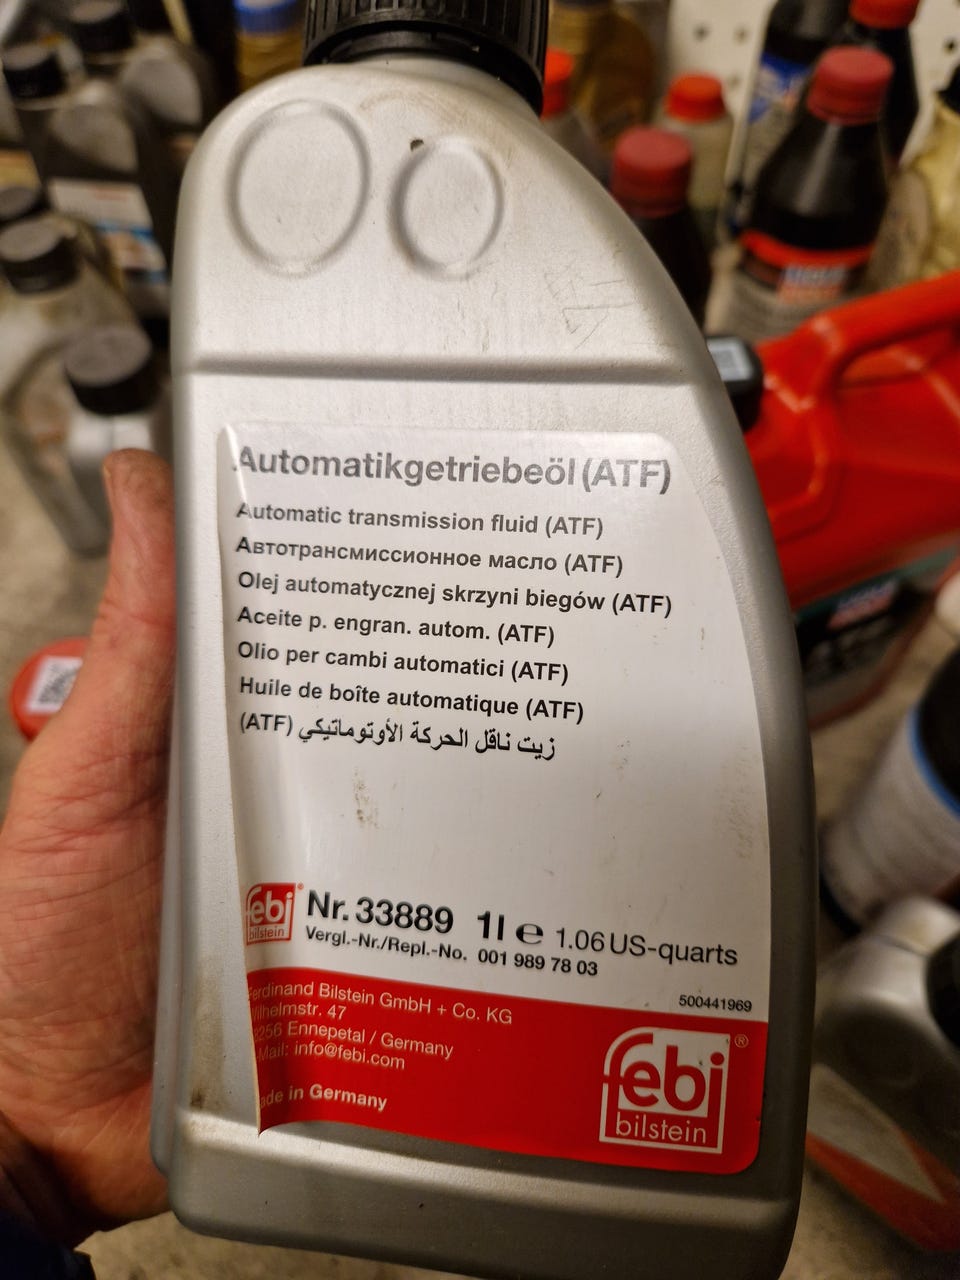 Automatikgetriebeöl (ATF)
Automatic transmission fluid (ATF)
Автотрансмиссионное масло (ATF)
Olej automatycznej skrzyni biegów (ATF)
Aceite p. engran. autom. (ATF)
Olio per cambi automatici (ATF)
Huile de boîte automatique (ATF)
زيت ناقل الحركة الأوتوماتيكي (ATF)
febi® Nr. 33889 1l ℮ 1.06 US-quarts
bilstein Vergl.-Nr./Repl.-No. 001 989 78 03
500441969
Ferdinand Bilstein GmbH + Co. KG
Wilhelmstr. 47
256 Ennepetal / Germany
Mail: info@febi.com
ade in Germany
febi®
bilstein